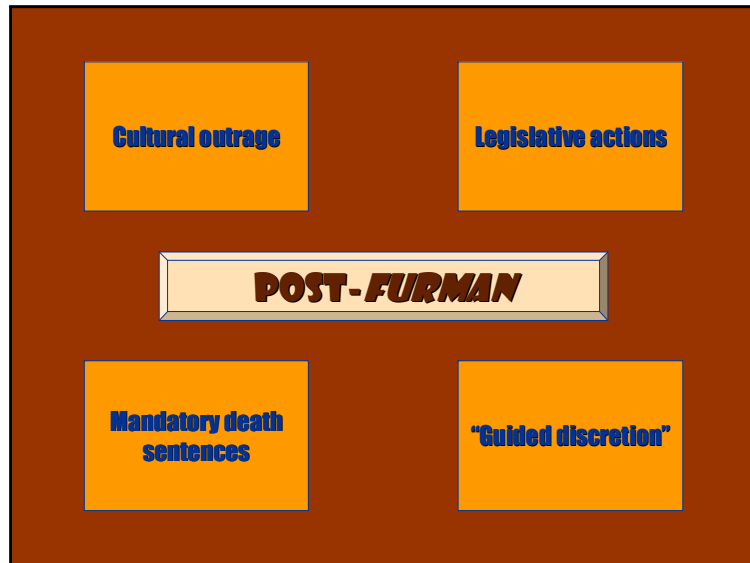 Cultural outrage
Legislative actions
POST-FURMAN
Mandatory death
sentences
“Guided discretion”